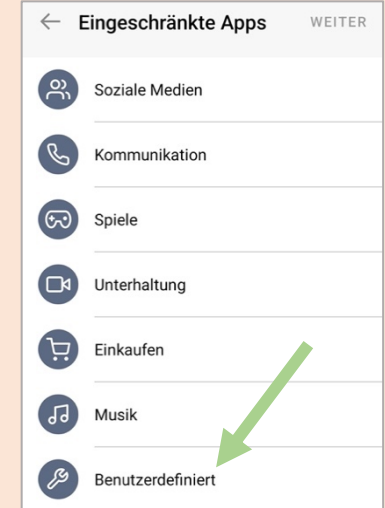 Eingeschränkte Apps WEITER
Soziale Medien
Kommunikation
Spiele
Unterhaltung
Einkaufen
Musik
Benutzerdefiniert